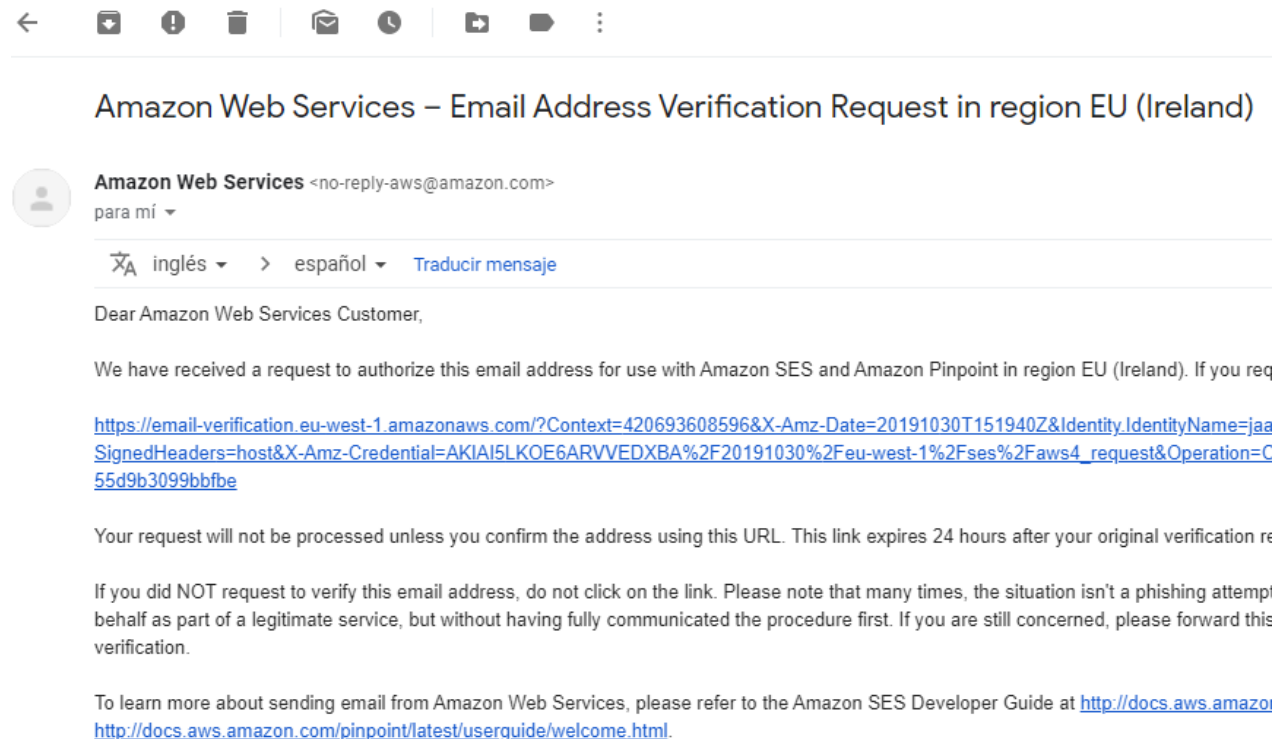 Amazon Web Services – Email Address Verification Request in region EU (Ireland)
Amazon Web Services <no-reply-aws@amazon.com>
para mí
inglés > español Traducir mensaje
Dear Amazon Web Services Customer,
We have received a request to authorize this email address for use with Amazon SES and Amazon Pinpoint in region EU (Ireland). If you req
https://email-verification.eu-west-1.amazonaws.com/?Context=420693608596&X-Amz-Date=20191030T151940Z&Identity.IdentityName=jaa
SignedHeaders=host&X-Amz-Credential=AKIAI5LKOE6ARVVEDXBA%2F20191030%2Feu-west-1%2Fses%2Faws4_request&Operation=C
55d9b3099bbfbe
Your request will not be processed unless you confirm the address using this URL. This link expires 24 hours after your original verification re
If you did NOT request to verify this email address, do not click on the link. Please note that many times, the situation isn't a phishing attempt
behalf as part of a legitimate service, but without having fully communicated the procedure first. If you are still concerned, please forward this
verification.
To learn more about sending email from Amazon Web Services, please refer to the Amazon SES Developer Guide at http://docs.aws.amazon
http://docs.aws.amazon.com/pinpoint/latest/userguide/welcome.html.